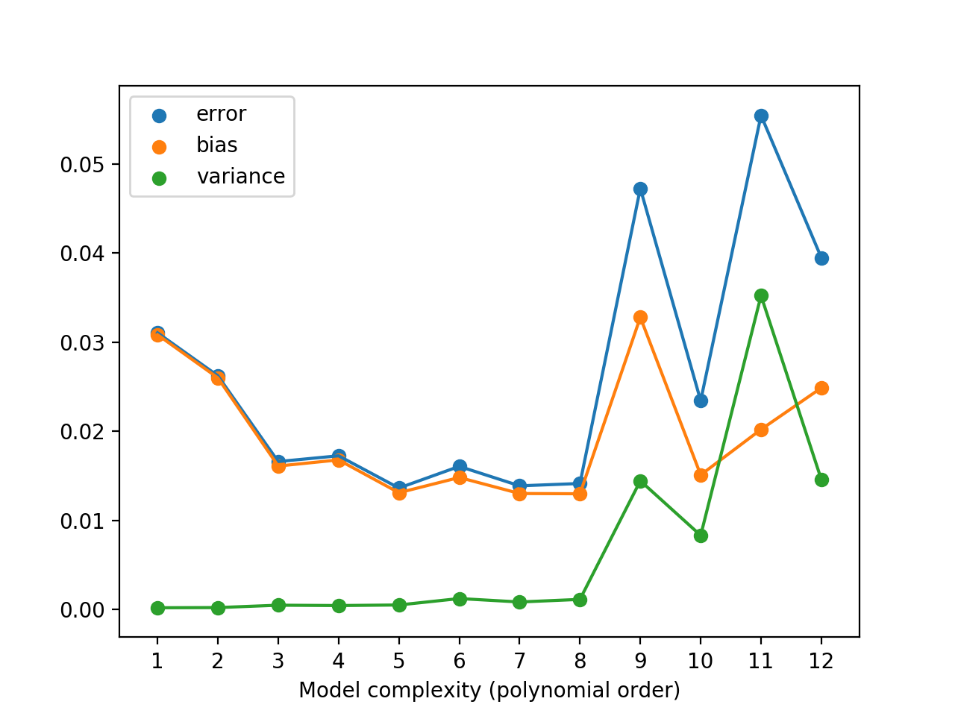 error
bias
variance
0.05
0.04
0.03
0.02
0.01
0.00
1 2 3 4 5 6 7 8 9 10 11 12
Model complexity (polynomial order)